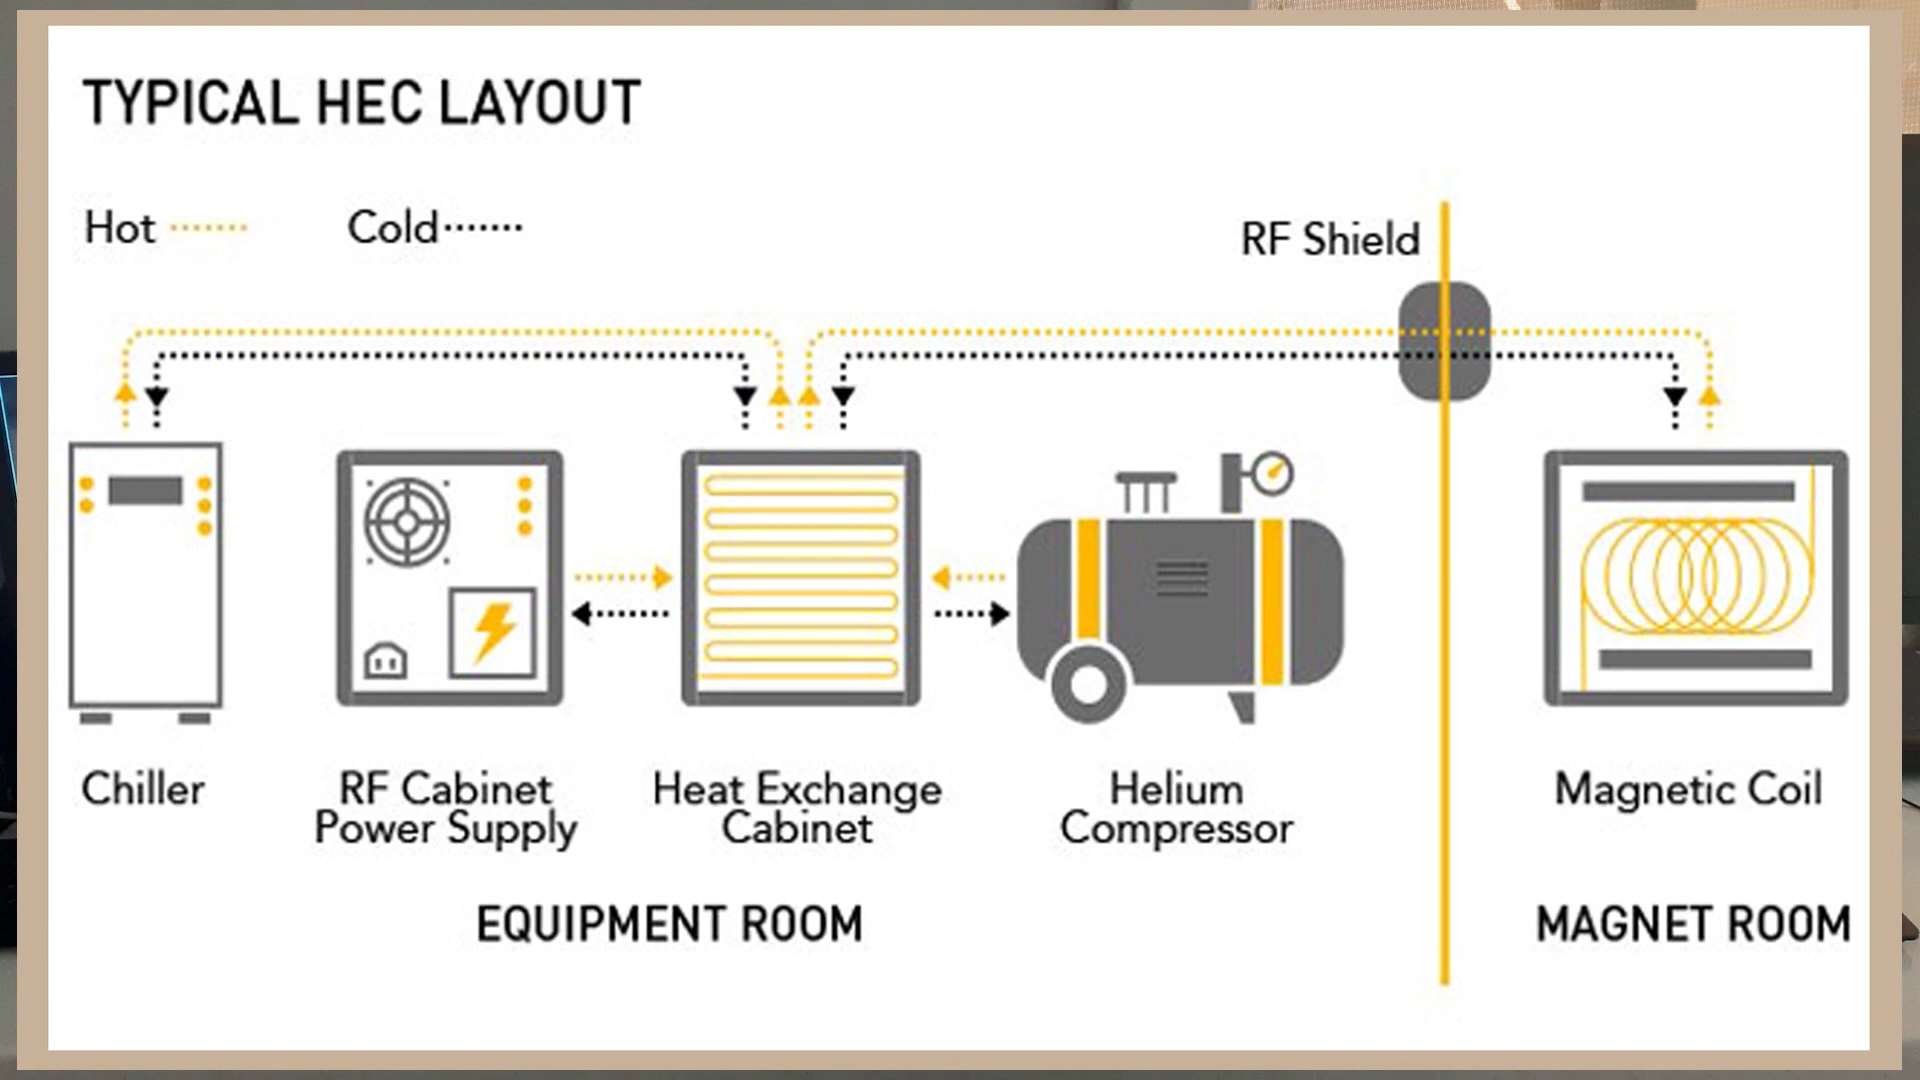 TYPICAL HEC LAYOUT
Hot
Cold
RF Shield
Chiller
RF Cabinet
Power Supply
Heat Exchange
Cabinet
Helium
Compressor
Magnetic Coil
EQUIPMENT ROOM
MAGNET ROOM